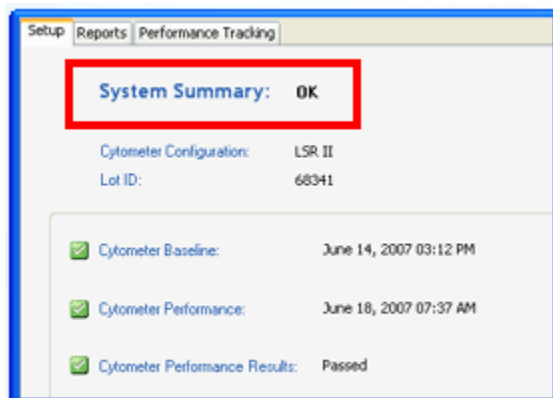 Setup Reports Performance Tracking
System Summary: OK
Cytometer Configuration: LSR II
Lot ID: 68341
Cytometer Baseline: June 14, 2007 03:12 PM
Cytometer Performance: June 18, 2007 07:37 AM
Cytometer Performance Results: Passed